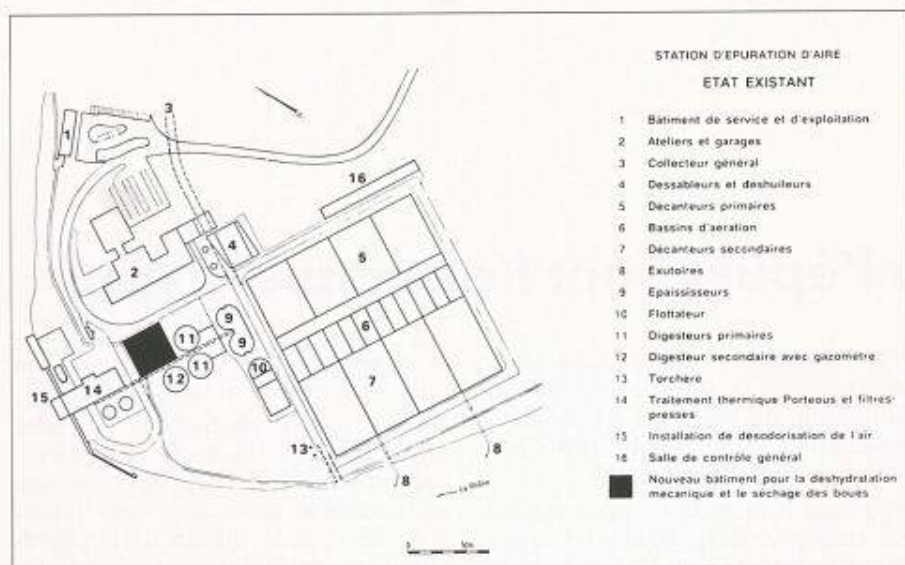 STATION D'EPURATION D'AIRE
ETAT EXISTANT
1 Bâtiment de service et d'exploitation
2 Ateliers et garages
3 Collecteur général
4 Dessableurs et deshuileurs
5 Décanteurs primaires
6 Bassins d'aeration
7 Décanteurs secondaires
8 Exutoires
9 Epaississeurs
10 Flottateur
11 Digesteurs primaires
12 Digesteur secondaire avec gazomètre
13 Torchère
14 Traitement thermique Porteous et filtres-
presses
15 Installation de desodorisation de l'air
16 Salle de contrôle général
Nouveau bâtiment pour la deshydratation
mecanique et le séchage des boues
3
1
16
4
5
2
9
6
11
9
11
10
12
7
14
15
13
8
8
Le Rhône
0